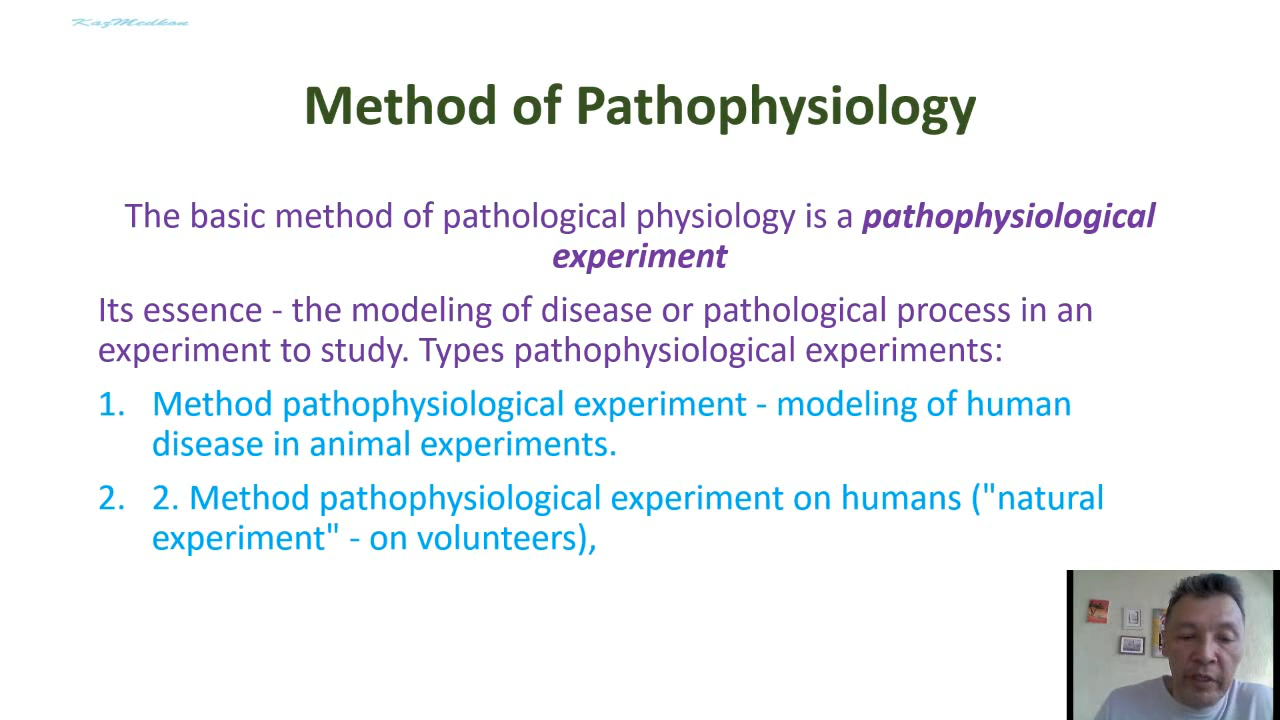 KazMedkon
Method of Pathophysiology
The basic method of pathological physiology is a pathophysiological
experiment
Its essence - the modeling of disease or pathological process in an
experiment to study. Types pathophysiological experiments:
1. Method pathophysiological experiment - modeling of human
disease in animal experiments.
2. 2. Method pathophysiological experiment on humans ("natural
experiment" - on volunteers),